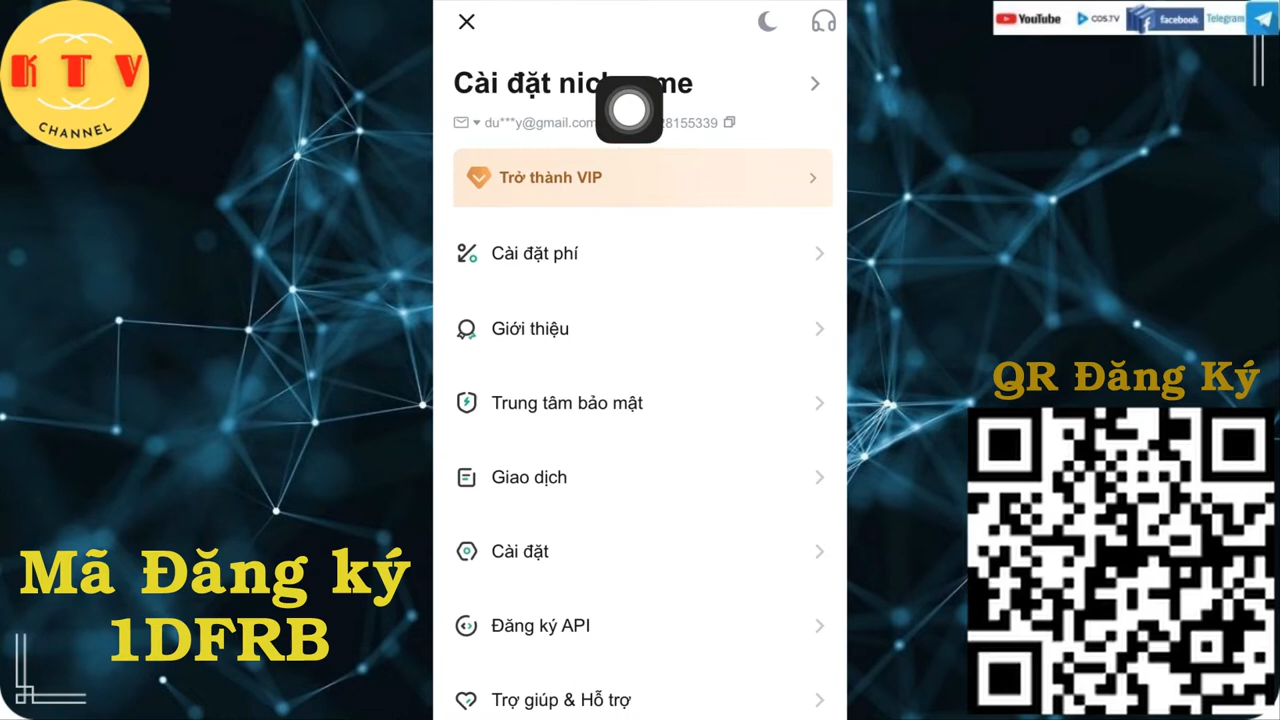 KTV
CHANNEL
YouTube
COS.TV
facebook
Telegram
Cài đặt
me
du***y@gmail.com
28155339
Trở thành VIP
Cài đặt phí
Giới thiệu
Trung tâm bảo mật
Giao dịch
Cài đặt
Đăng ký API
Trợ giúp & Hỗ trợ
QR Đăng Ký
Mã Đăng ký
1DFRB